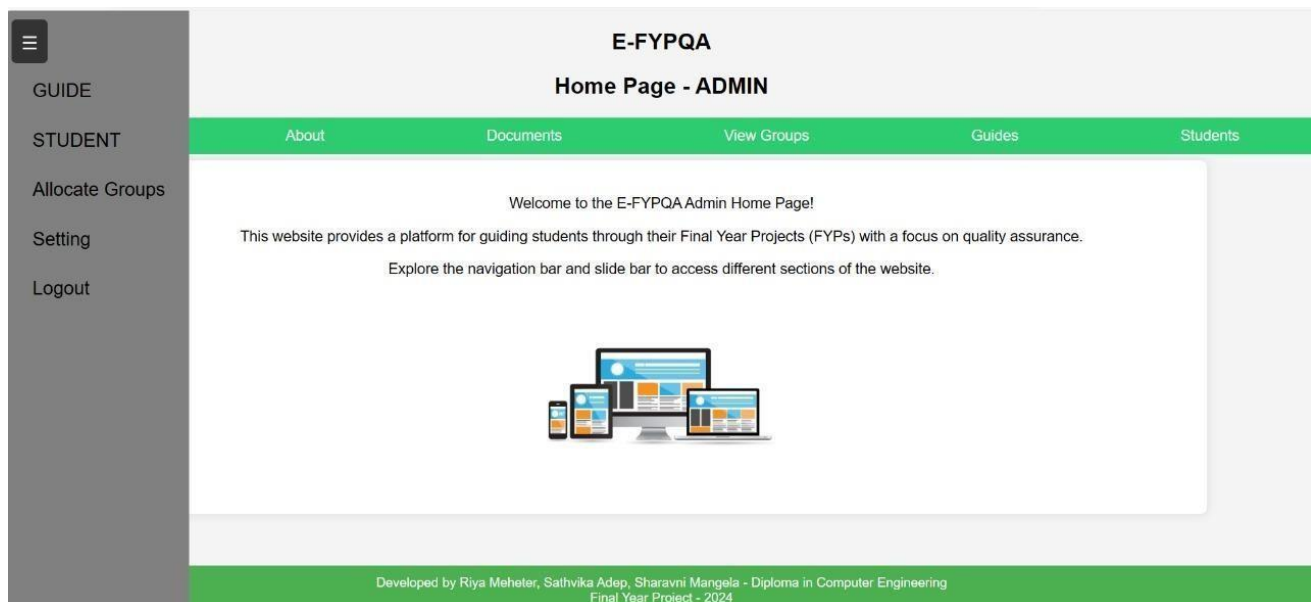 ☰
E-FYPQA
Home Page - ADMIN
GUIDE
STUDENT
Allocate Groups
Setting
Logout
About Documents View Groups Guides Students
Welcome to the E-FYPQA Admin Home Page!
This website provides a platform for guiding students through their Final Year Projects (FYPs) with a focus on quality assurance.
Explore the navigation bar and slide bar to access different sections of the website.
Developed by Riya Meheter, Sathvika Adep, Sharavni Mangela - Diploma in Computer Engineering
Final Year Project - 2024